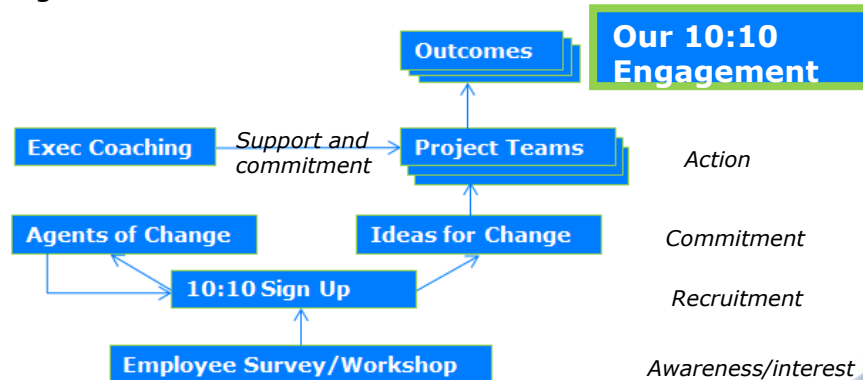 Our 10:10
Engagement
Outcomes
Exec Coaching
Support and
commitment
Project Teams
Action
Agents of Change
Ideas for Change
Commitment
10:10 Sign Up
Recruitment
Employee Survey/Workshop
Awareness/interest